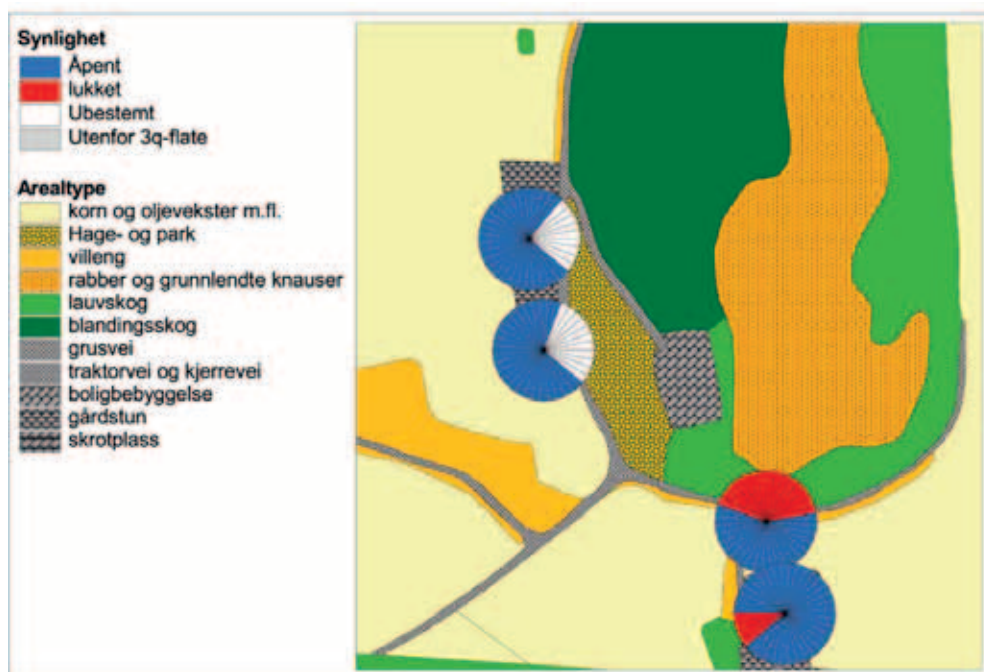 Synlighet
Åpent
lukket
Ubestemt
Utenfor 3q-flate
Arealtype
korn og oljevekster m.fl.
Hage- og park
villeng
rabber og grunnlendte knauser
lauvskog
blandingsskog
grusvei
traktorvei og kjerrevei
boligbebyggelse
gårdstun
skrotplass